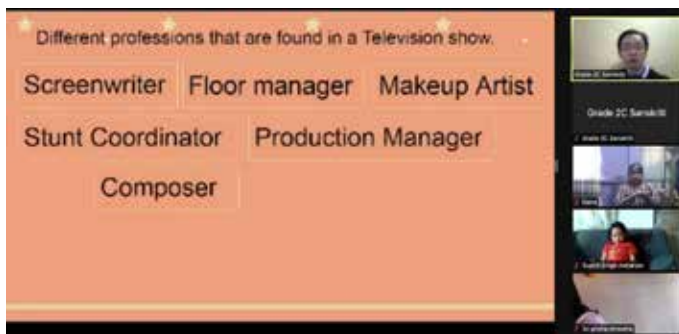 Different professions that are found in a Television show.
Screenwriter Floor manager Makeup Artist
Stunt Coordinator Production Manager
Composer
Grade 2C Sanskriti